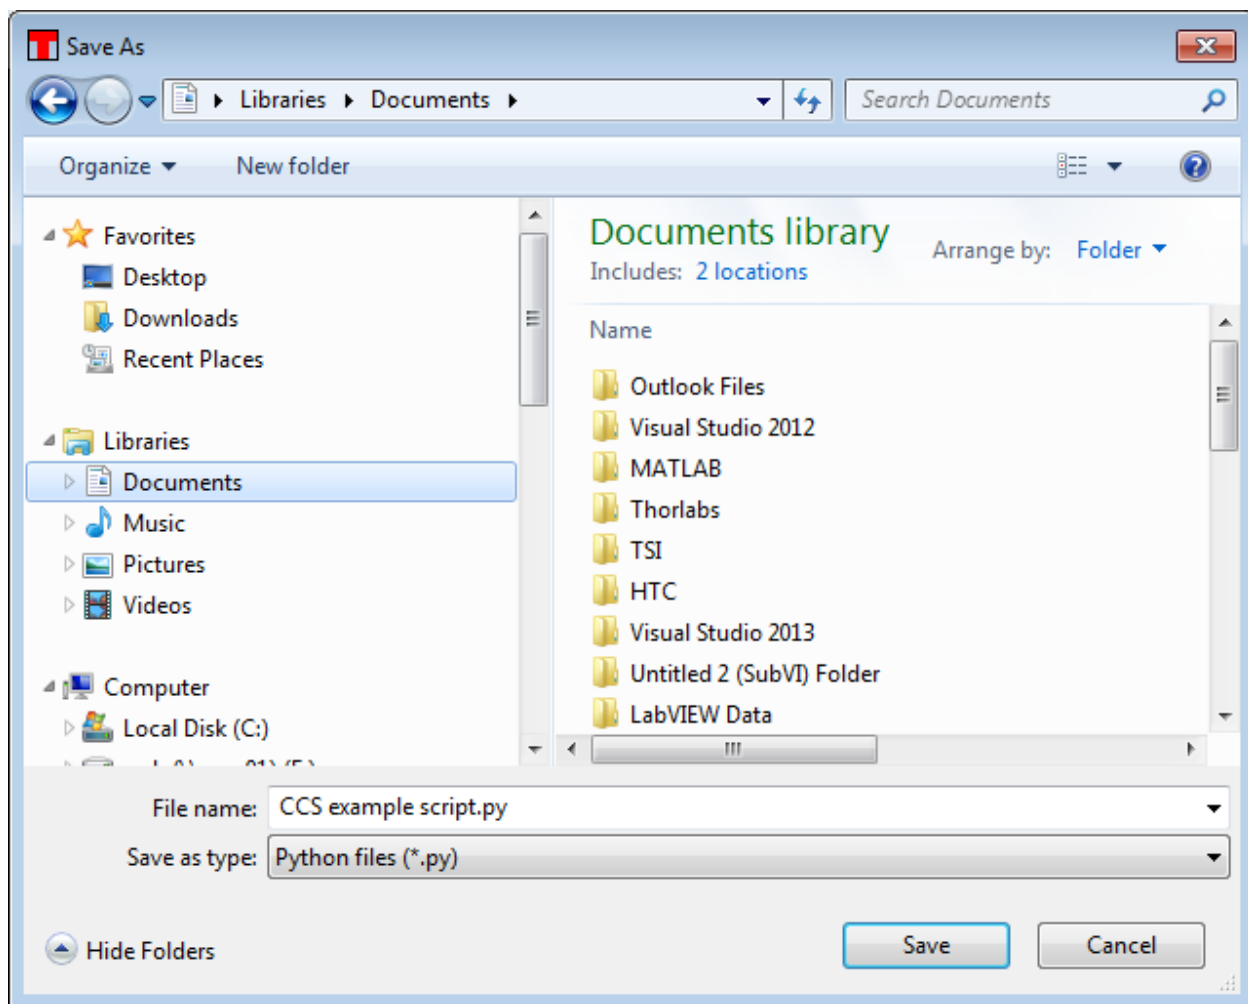 Save As
Libraries Documents
Search Documents
Organize New folder
Favorites
Desktop
Downloads
Recent Places
Libraries
Documents
Music
Pictures
Videos
Computer
Local Disk (C:)
Documents library
Includes: 2 locations
Arrange by: Folder
Name
Outlook Files
Visual Studio 2012
MATLAB
Thorlabs
TSI
HTC
Visual Studio 2013
Untitled 2 (SubVI) Folder
LabVIEW Data
File name: CCS example script.py
Save as type: Python files (*.py)
Hide Folders
Save Cancel